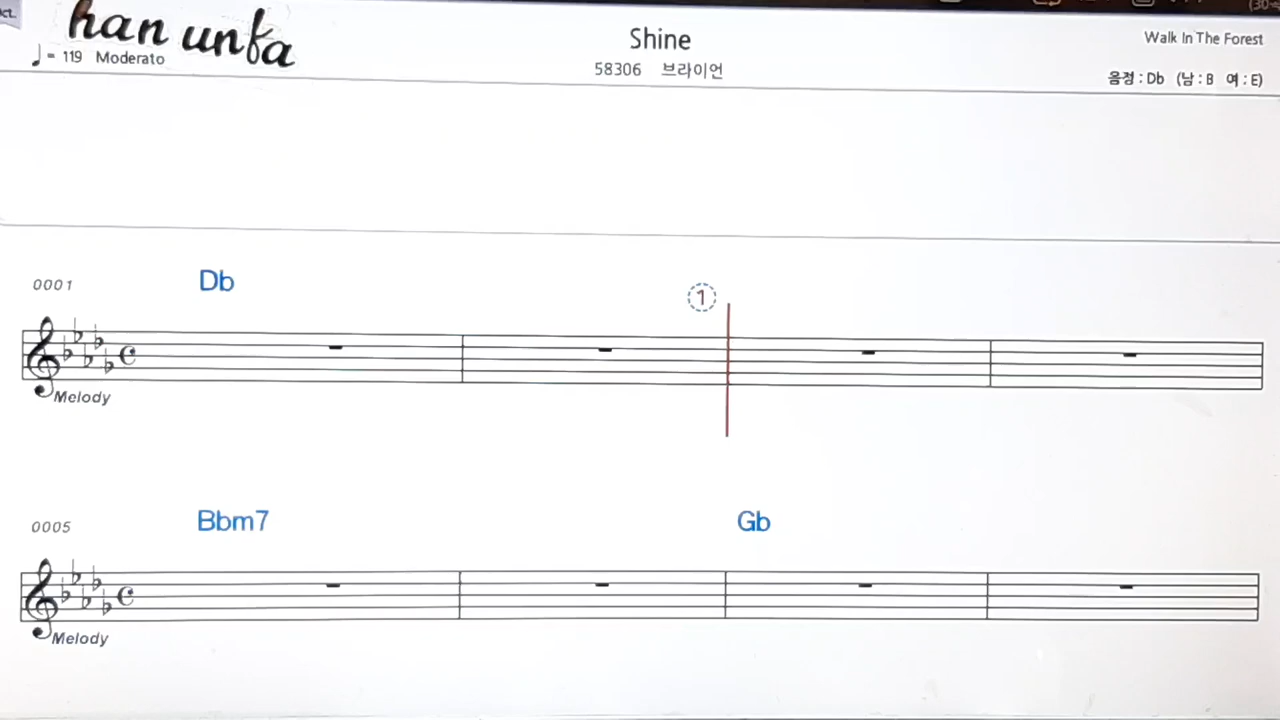 han unfa
♩= 119 Moderato
Shine
58306 브라이언
Walk In The Forest
음정 : Db (남 : B 여 : E)
0001
Db
1
Melody
0005
Bbm7
Gb
Melody